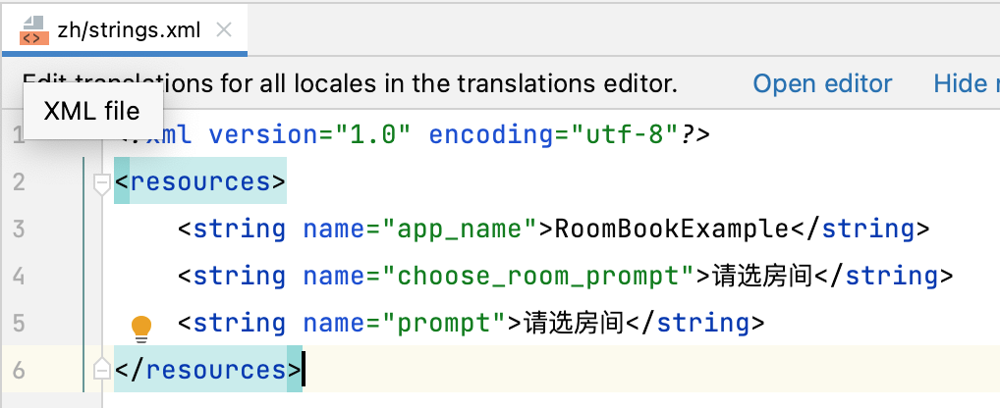 zh/strings.xml
Edit translations for all locales in the translations editor. Open editor Hide
XML file
1 xml version="1.0" encoding="utf-8"?>
2 <resources>
3 <string name="app_name">RoomBookExample</string>
4 <string name="choose_room_prompt">请选房间</string>
5 <string name="prompt">请选房间</string>
6 </resources>